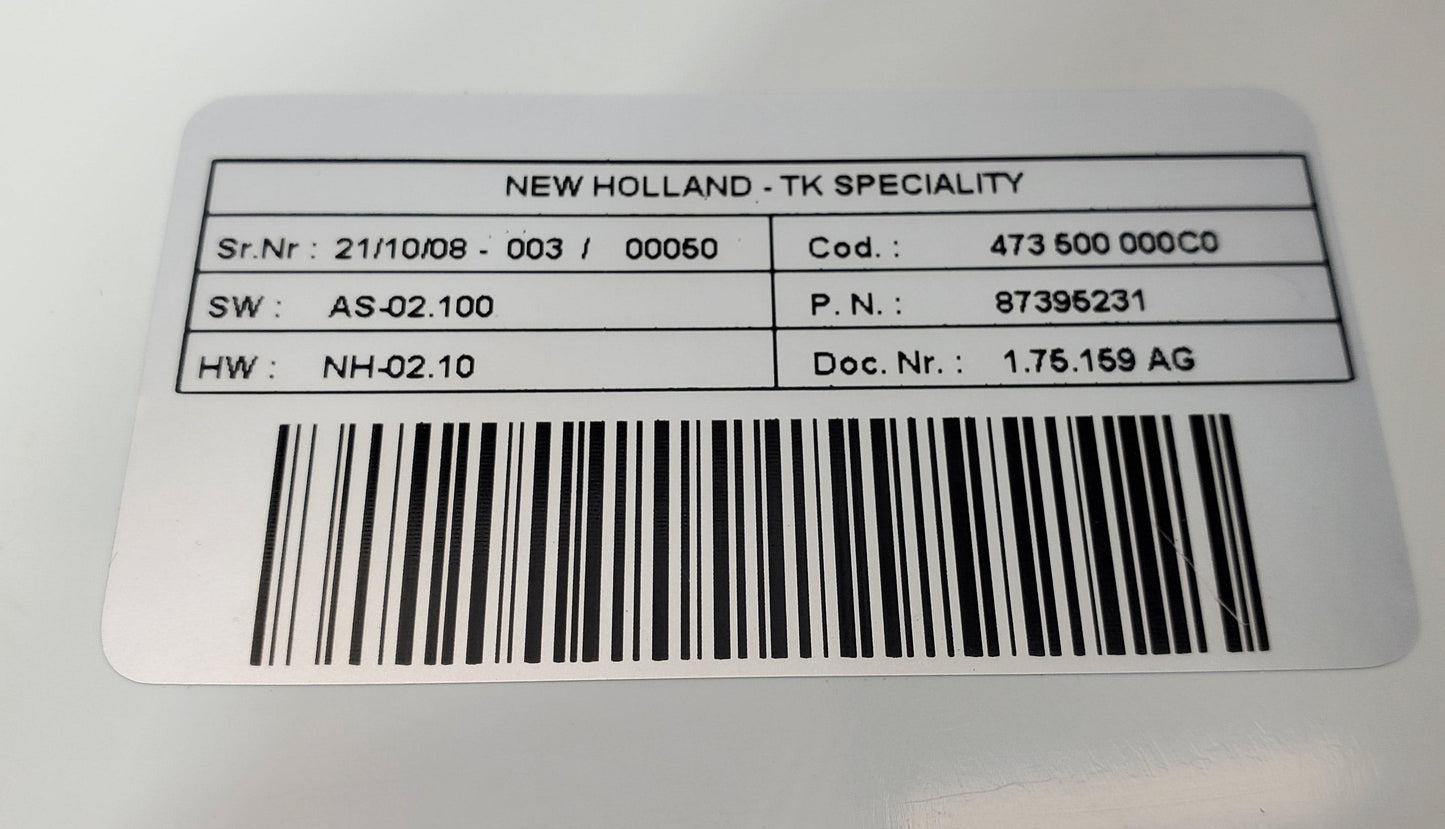 NEW HOLLAND - TK SPECIALITY
Sr.Nr : 21/10/08 - 003 / 00050 Cod. : 473 500 000C0
SW : AS-02.100 P. N. : 87395231
HW : NH-02.10 Doc. Nr. : 1.75.159 AG